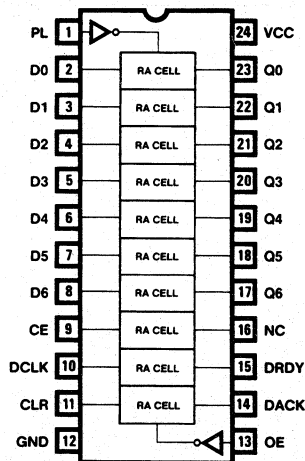 PL 1 24 VCC
D0 2 RA CELL 23 Q0
D1 3 RA CELL 22 Q1
D2 4 RA CELL 21 Q2
D3 5 RA CELL 20 Q3
D4 6 RA CELL 19 Q4
D5 7 RA CELL 18 Q5
D6 8 RA CELL 17 Q6
CE 9 RA CELL 16 NC
DCLK 10 RA CELL 15 DRDY
CLR 11 RA CELL 14 DACK
GND 12 13 OE